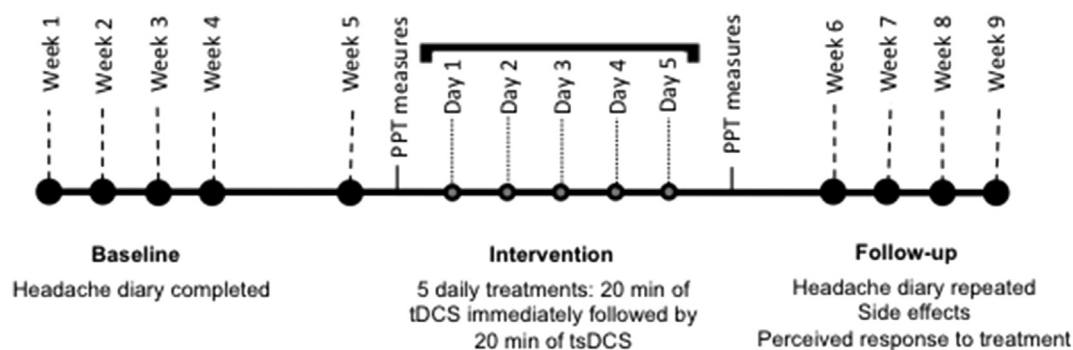 Week 1
Week 2
Week 3
Week 4
Week 5
PPT measures
Day 1
Day 2
Day 3
Day 4
Day 5
PPT measures
Week 6
Week 7
Week 8
Week 9
Baseline
Headache diary completed
Intervention
5 daily treatments: 20 min of
tDCS immediately followed by
20 min of tsDCS
Follow-up
Headache diary repeated
Side effects
Perceived response to treatment